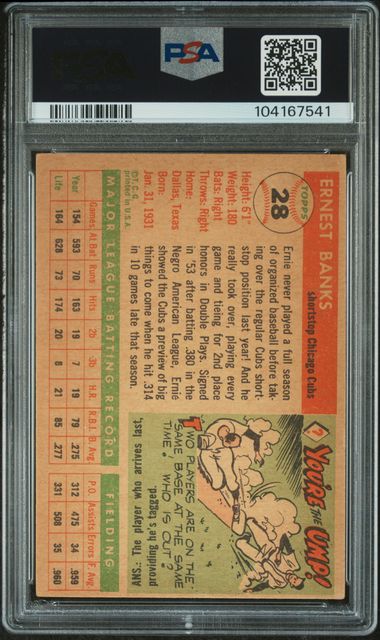 PSA
104167541
TOPPS
28
ERNEST BANKS
shortstop Chicago Cubs
Height: 6'1"
Weight: 180
Bats: Right
Throws: Right
Home:
Dallas, Texas
Born:
Jan. 31, 1931
©T.C.G.
printed in U.S.A.
Ernie never played a full season
of organized baseball before tak
ing over the regular Cubs short-
stop position last year! And he
really took over, playing every
game and tieing for 2nd place
honors in Double Plays. Signed
in '53 after batting .380 in the
Negro American League, Ernie
showed the Cubs a preview of big
things to come when he hit .314
in 10 games late that season.
? YOU'RE THE UMP!
TWO PLAYERS ARE ON THE
SAME BASE AT THE SAME
TIME! WHO IS OUT?
ANS.: The player who arrives last,
providing he's tagged.
MAJOR LEAGUE BATTING RECORD FIELDING
Games At Bat Runs Hits 2b 3b H.R. R.B.I. B. Avg P.O. Assists Errors F. Avg.
Year 154 593 70 163 19 7 19 79 .275 312 475 34 .959
Life 164 628 73 174 20 8 21 85 .277 331 508 35 .960